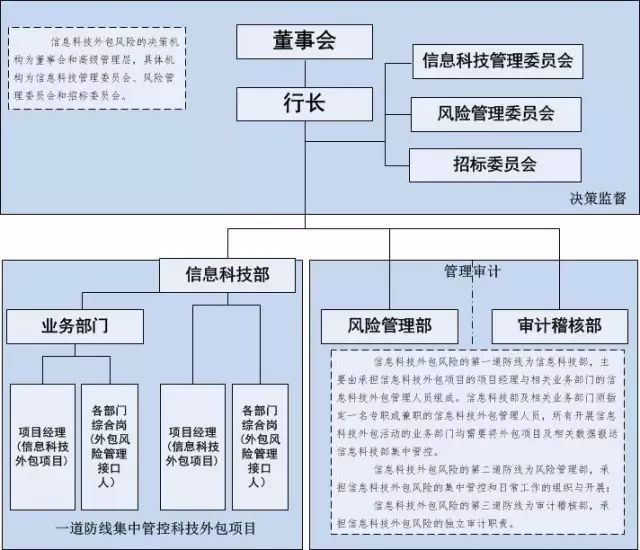 信息科技外包风险的决策机
构为董事会和高级管理层，具体机
构为信息科技管理委员会、风险管
理委员会和招标委员会。
董事会
行长
信息科技管理委员会
风险管理委员会
招标委员会
决策监督
信息科技部
业务部门
项目经理
(信息科技
外包项目)
各部门
综合岗
(外包风
险管理
接口
人)
项目经理
(信息科技
外包项目)
各部门
综合岗
(外包风
险管理
接口
人)
一道防线集中管控科技外包项目
管理审计
风险管理部
审计稽核部
信息科技外包风险的第一道防线为信息科技部，主
要由承担信息科技外包项目的项目经理与相关业务部门的信
息科技外包管理人员组成。信息科技部及相关业务部门须指
定一名专职或兼职的信息科技外包管理人员，所有开展信息
科技外包活动的业务部门均需要将外包项目及相关数据报送
信息科技部集中管控。
信息科技外包风险的第二道防线为风险管理部，承
担信息科技外包风险的集中管控和日常工作的组织与开展；
信息科技外包风险的第三道防线为审计稽核部，承
担信息科技外包风险的独立审计职责。